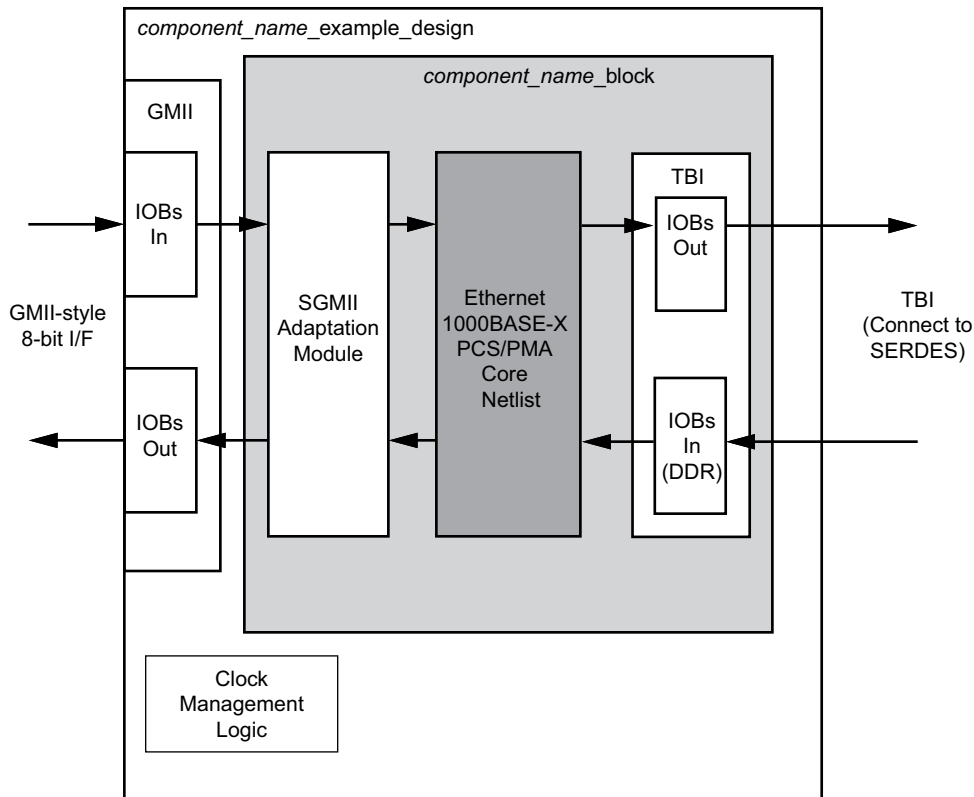 component_name_example_design
component_name_block
GMII
IOBs
In
GMII-style
8-bit I/F
IOBs
Out
SGMII
Adaptation
Module
Ethernet
1000BASE-X
PCS/PMA
Core
Netlist
TBI
IOBs
Out
IOBs
In
(DDR)
TBI
(Connect to
SERDES)
Clock
Management
Logic